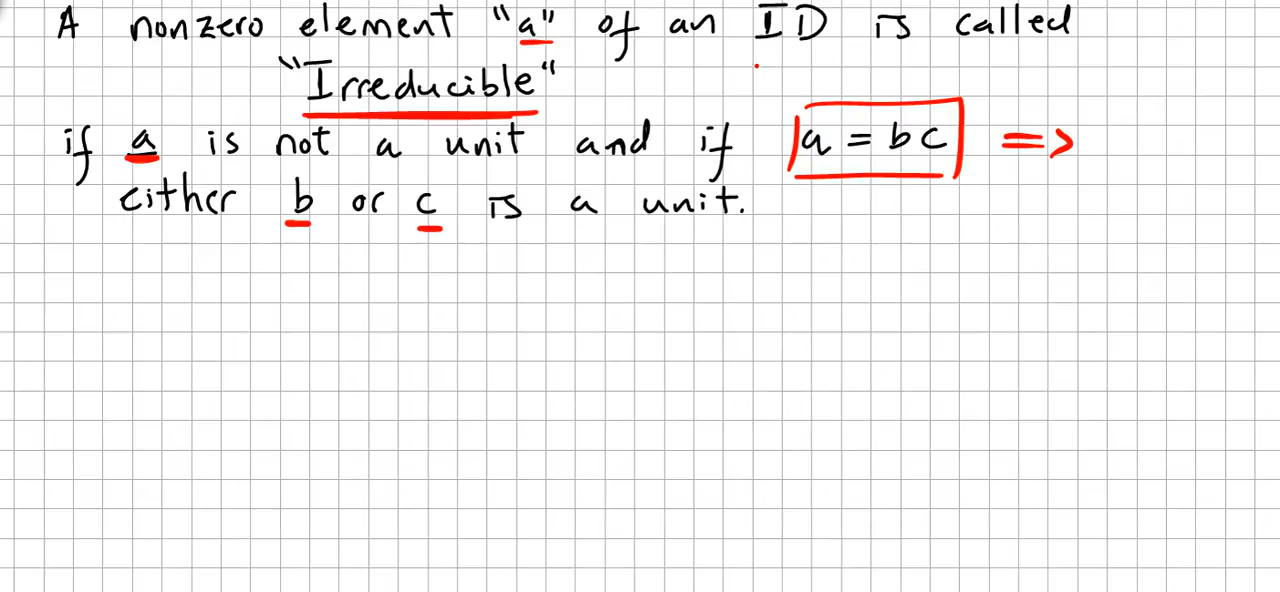 A nonzero element "a" of an ID is called
"Irreducible"
if a is not a unit and if a = bc =>
either b or c is a unit.